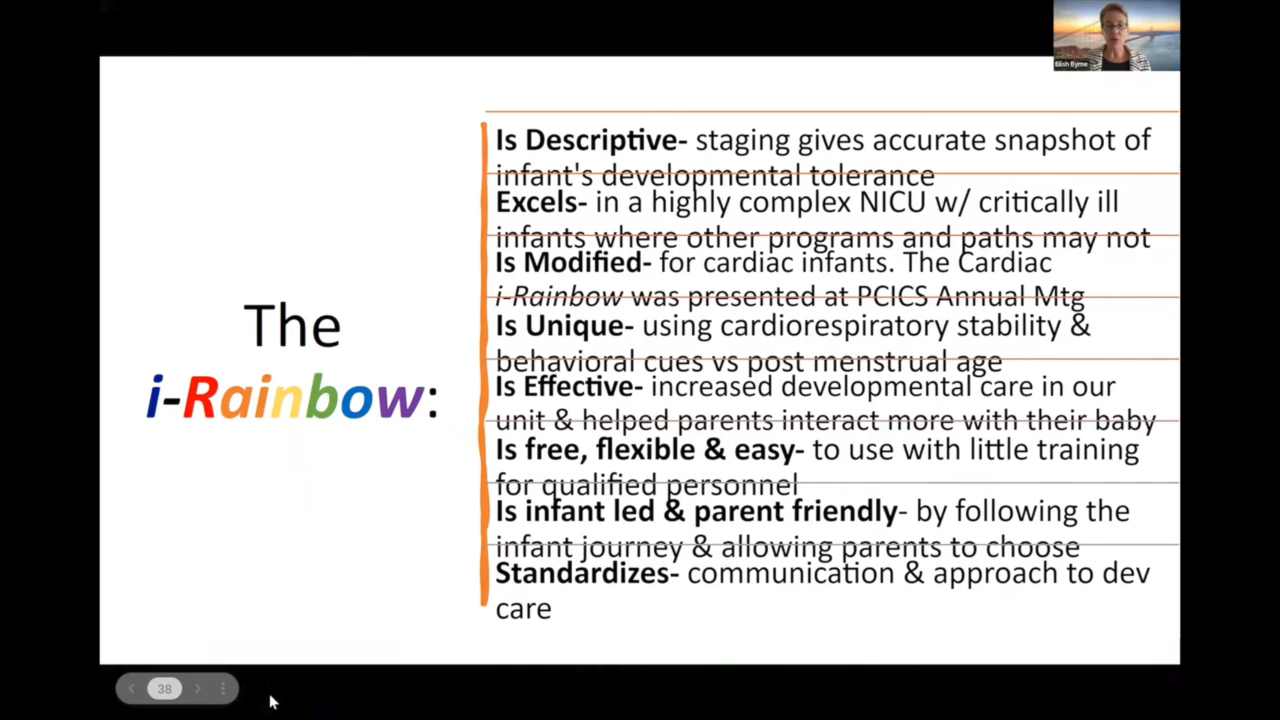 Eilish Byrne
The
i-Rainbow:
Is Descriptive- staging gives accurate snapshot of
infant's developmental tolerance
Excels- in a highly complex NICU w/ critically ill
infants where other programs and paths may not
Is Modified- for cardiac infants. The Cardiac
i-Rainbow was presented at PCICS Annual Mtg
Is Unique- using cardiorespiratory stability &
behavioral cues vs post menstrual age
Is Effective- increased developmental care in our
unit & helped parents interact more with their baby
Is free, flexible & easy- to use with little training
for qualified personnel
Is infant led & parent friendly- by following the
infant journey & allowing parents to choose
Standardizes- communication & approach to dev
care
38